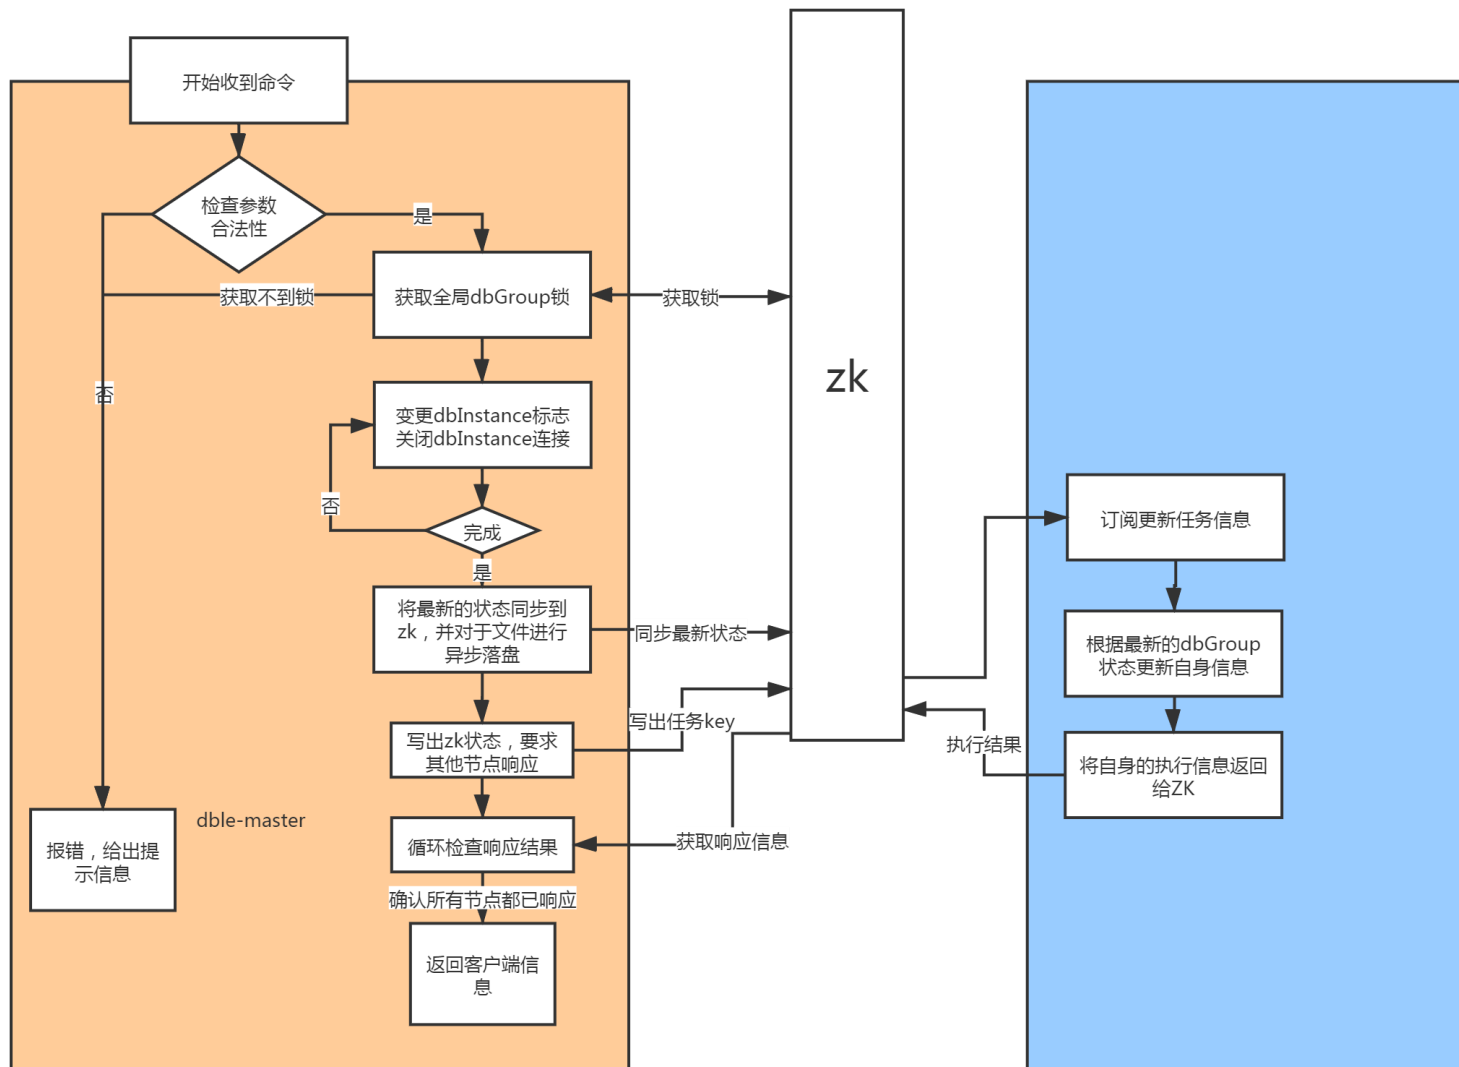 开始收到命令
检查参数
合法性
是
获取全局dbGroup锁
获取不到锁
获取锁
zk
否
变更dbInstance标志
关闭dbInstance连接
否
完成
是
将最新的状态同步到
zk，并对于文件进行
异步落盘
同步最新状态
写出任务key
写出zk状态，要求
其他节点响应
循环检查响应结果
获取响应信息
确认所有节点都已响应
返回客户端信
息
dble-master
报错，给出提
示信息
订阅更新任务信息
根据最新的dbGroup
状态更新自身信息
执行结果
将自身的执行信息返回
给ZK